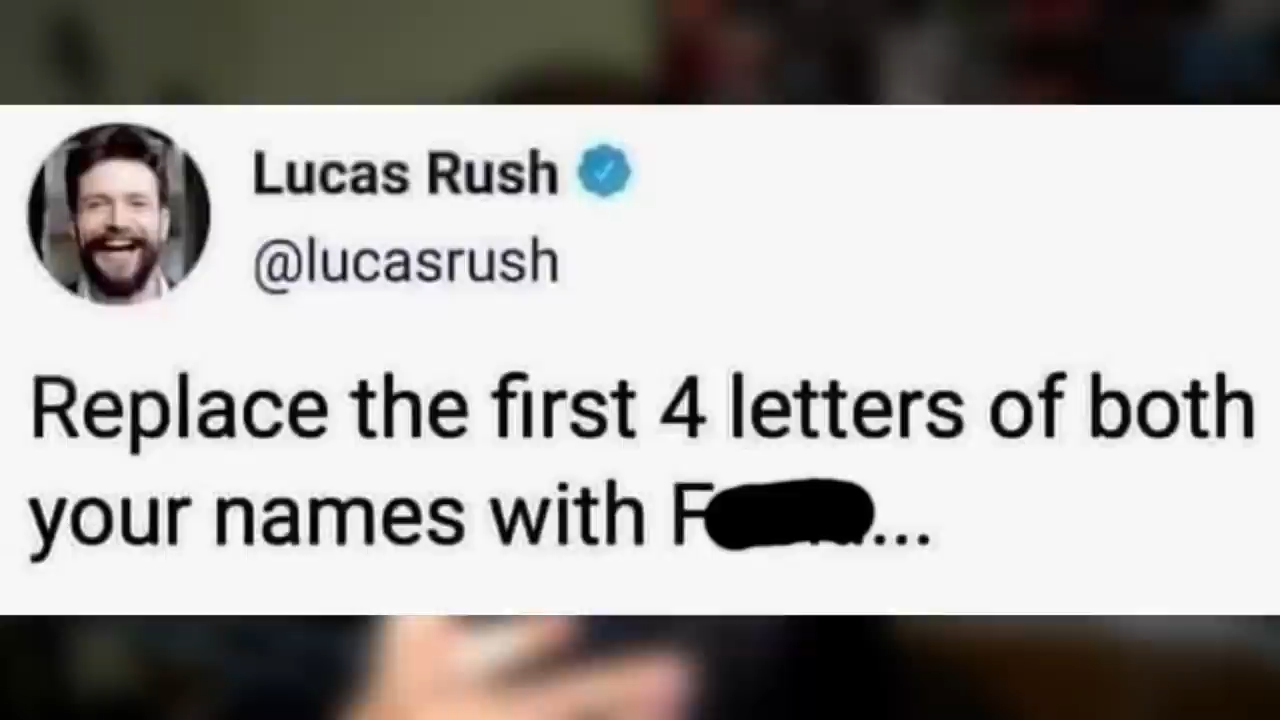 Lucas Rush
@lucasrush
Replace the first 4 letters of both
your names with F...